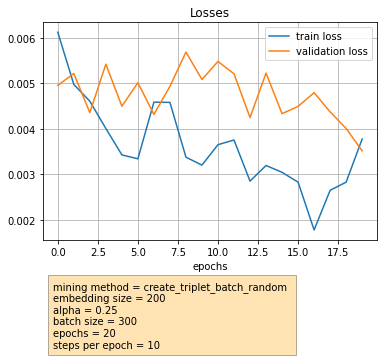 Losses
train loss
validation loss
0.006
0.005
0.004
0.003
0.002
0.0 2.5 5.0 7.5 10.0 12.5 15.0 17.5
epochs
mining method = create_triplet_batch_random
embedding size = 200
alpha = 0.25
batch size = 300
epochs = 20
steps per epoch = 10